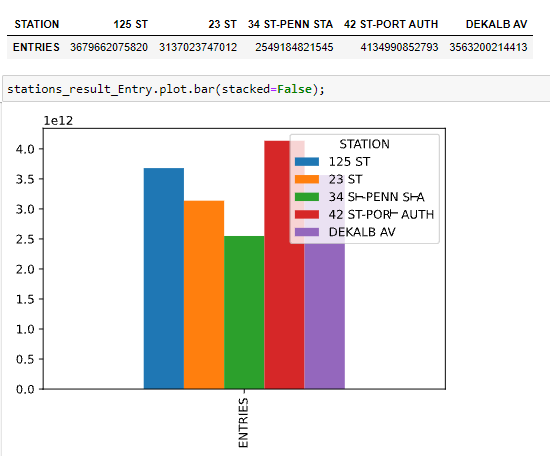 STATION 125 ST 23 ST 34 ST-PENN STA 42 ST-PORT AUTH DEKALB AV
ENTRIES 3679662075820 3137023747012 2549184821545 4134990852793 3563200214413
stations_result_Entry.plot.bar(stacked=False);
1e12
STATION
125 ST
23 ST
34 ST-PENN STA
42 ST-PORT AUTH
DEKALB AV
4.0
3.5
3.0
2.5
2.0
1.5
1.0
0.5
0.0
ENTRIES